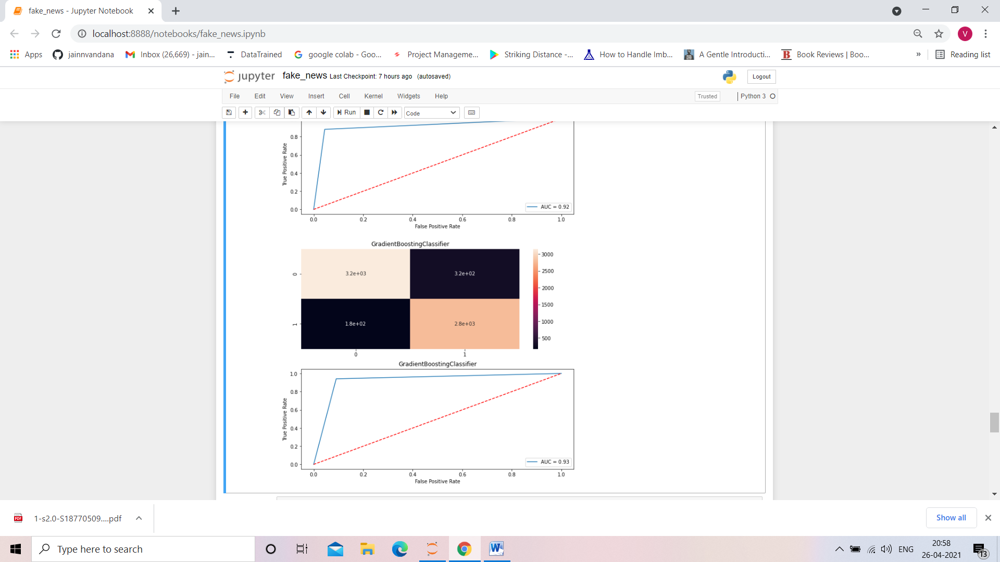 fake_news - Jupyter Notebook
localhost:8888/notebooks/fake_news.ipynb
Apps jainnvandana Inbox (26,669) - jain... DataTrained google colab - Goo... Project Manageme... Striking Distance -... How to Handle Imb... A Gentle Introducti... Book Reviews | Boo... » Reading list
jupyter fake_news Last Checkpoint: 7 hours ago (autosaved) Logout
File Edit View Insert Cell Kernel Widgets Help Trusted Python 3
Run Code
0.8
0.6
0.4
0.2
0.0
True Positive Rate
AUC = 0.92
0.0 0.2 0.4 0.6 0.8 1.0
False Positive Rate
GradientBoostingClassifier
3.2e+03 3.2e+02
1.8e+02 2.8e+03
0
1
0 1
3000
2500
2000
1500
1000
500
GradientBoostingClassifier
1.0
0.8
0.6
0.4
0.2
0.0
True Positive Rate
AUC = 0.93
0.0 0.2 0.4 0.6 0.8 1.0
False Positive Rate
PDF 1-s2.0-S18770509....pdf Show all
Type here to search ENG 20:58
26-04-2021 13